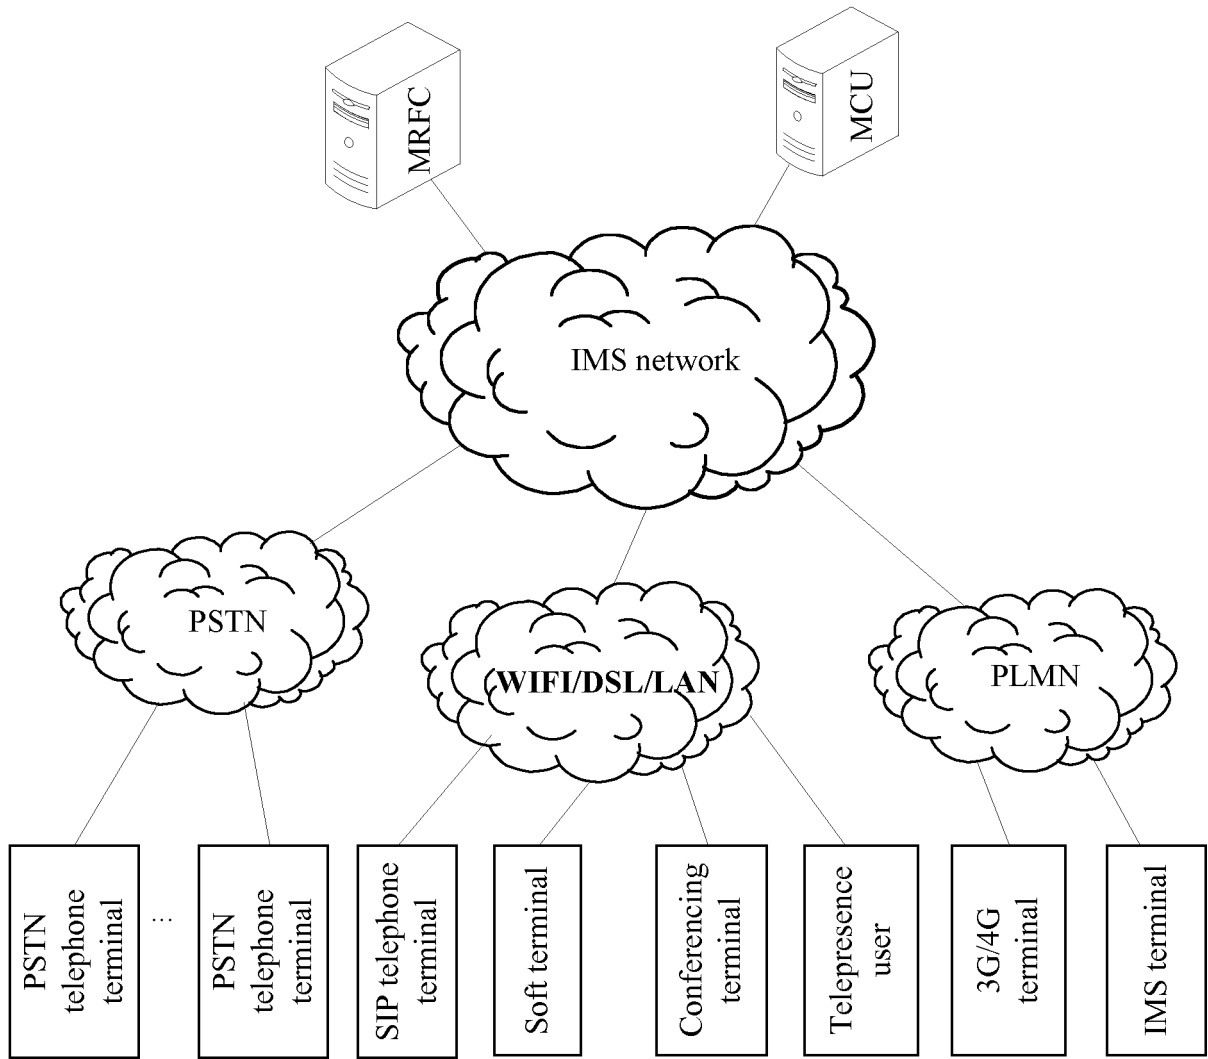 MRFC
MCU
IMS network
PSTN
WIFI/DSL/LAN
PLMN
PSTN
telephone
terminal
...
PSTN
telephone
terminal
SIP telephone
terminal
Soft terminal
Conferencing
terminal
Telepresence
user
3G/4G
terminal
IMS terminal